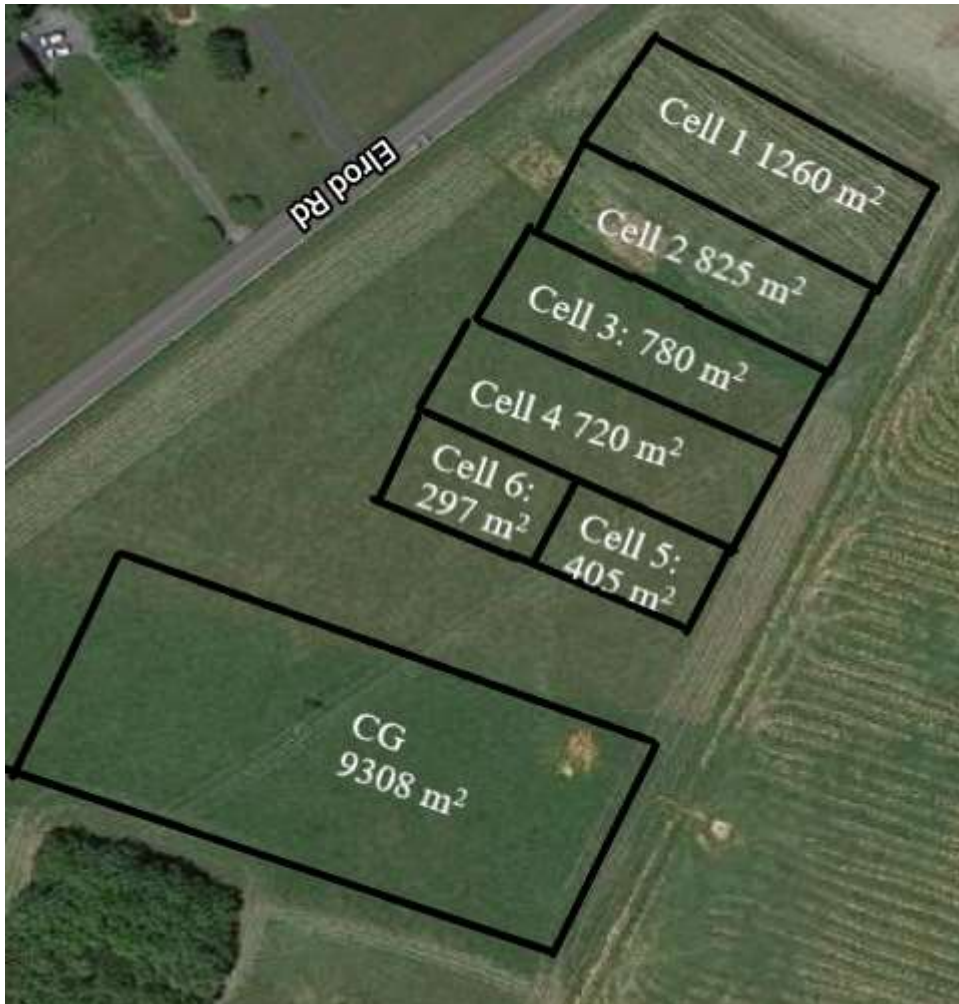 Elrod Rd
Cell 1 1260 m²
Cell 2 825 m²
Cell 3: 780 m²
Cell 4 720 m²
Cell 6:
297 m²
Cell 5:
405 m²
CG
9308 m²